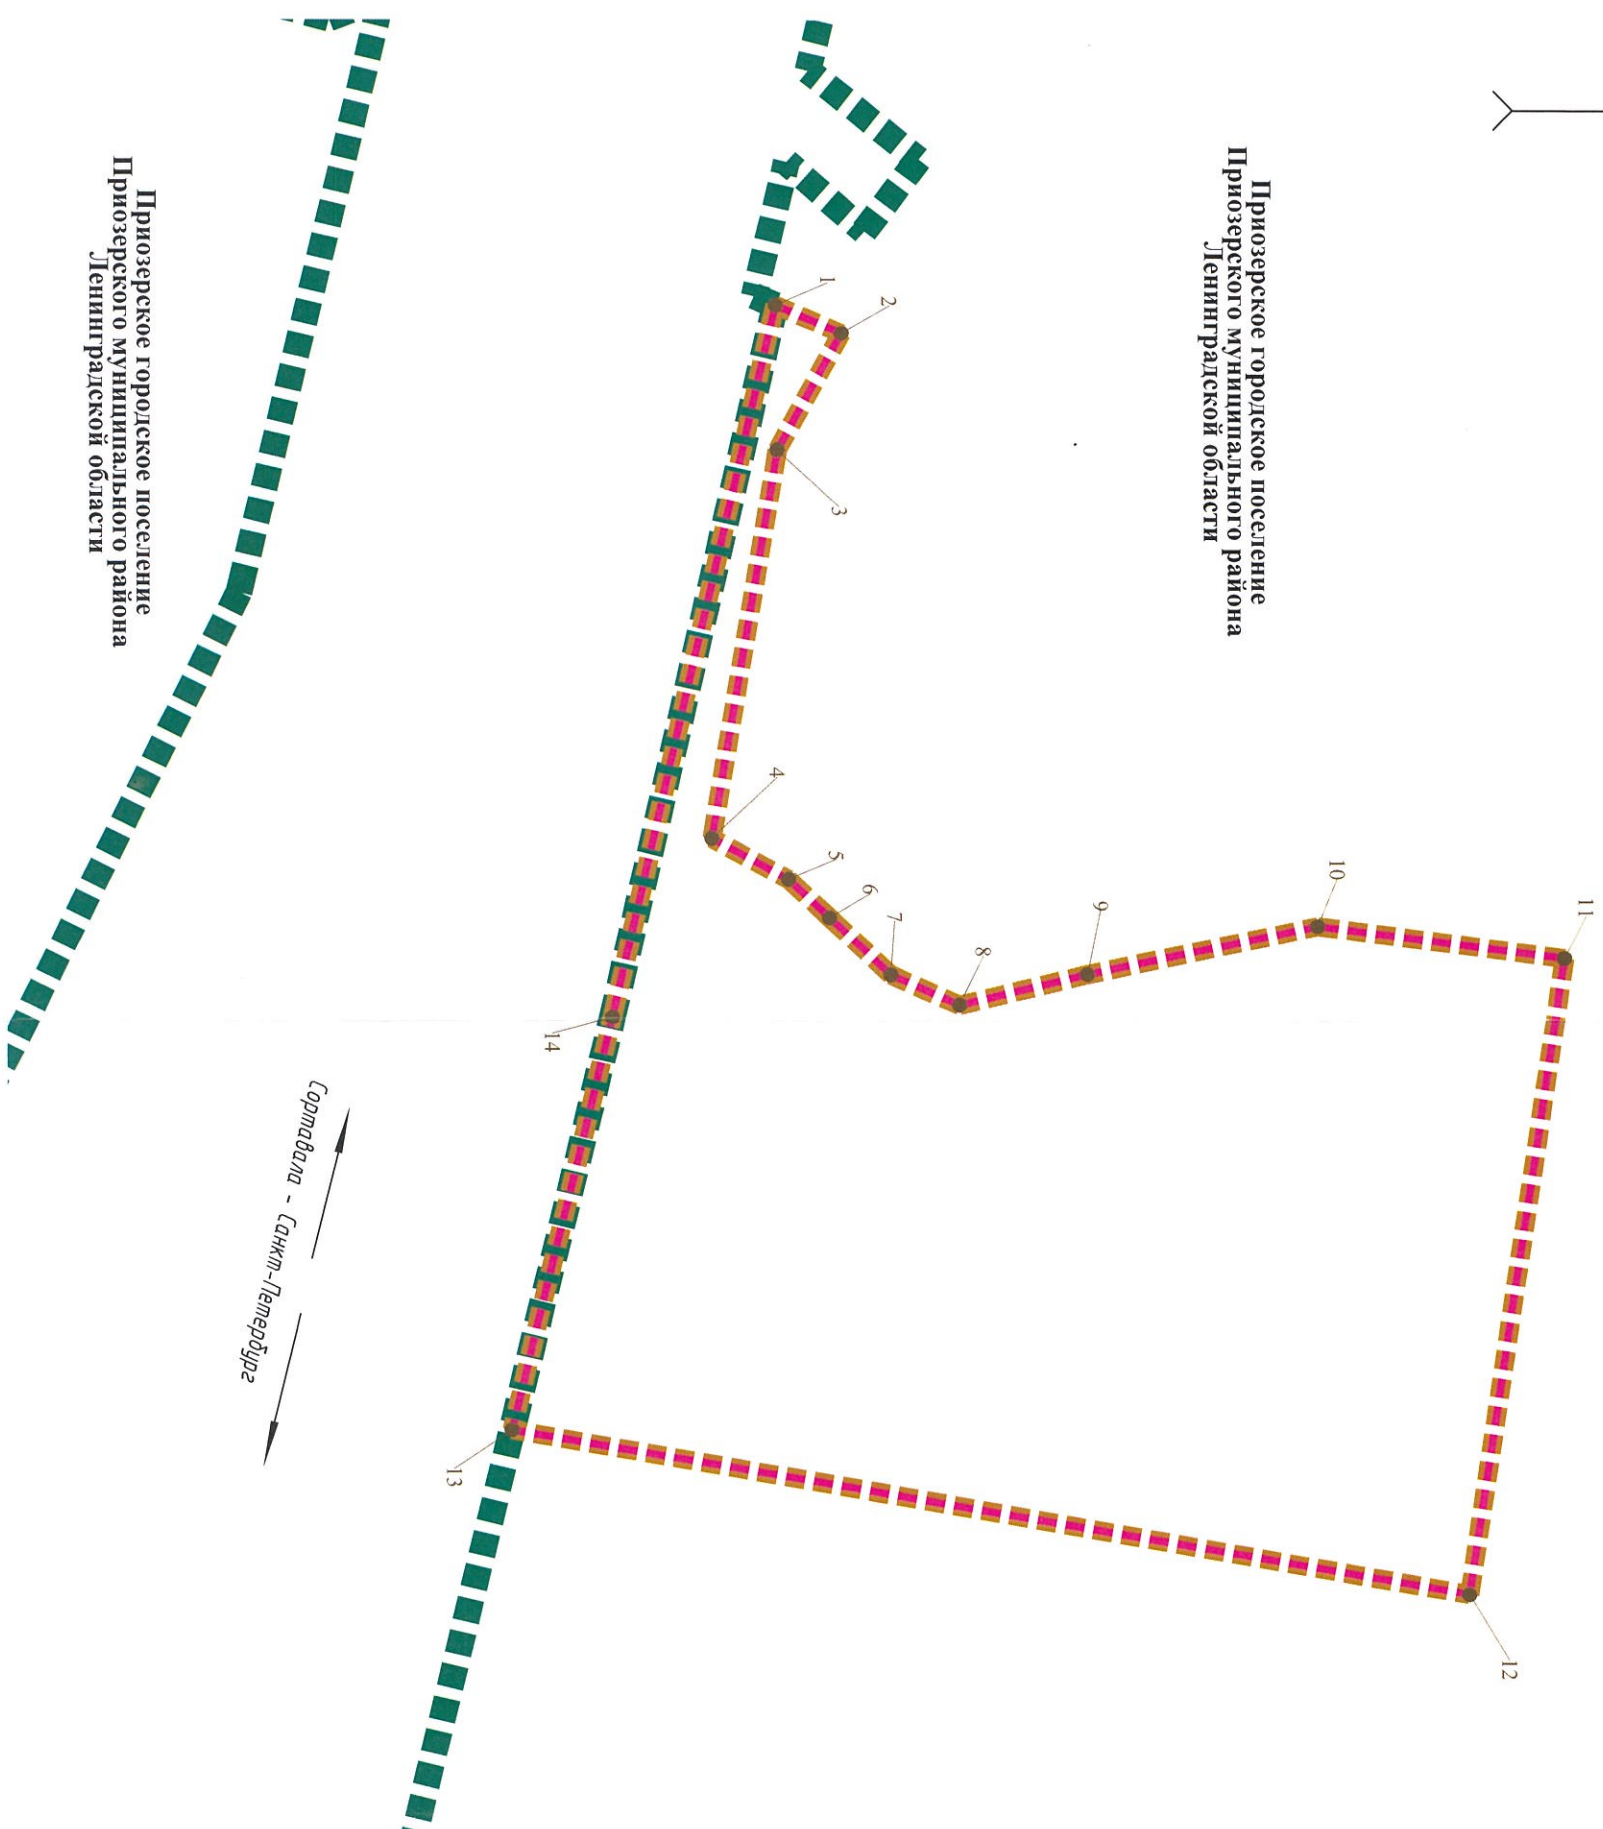 Приозерское городское поселение
Приозерского муниципального района
Ленинградской области
Приозерское городское поселение
Приозерского муниципального района
Ленинградской области
1
2
3
4
5
6
7
8
9
10
11
12
13
14
Сортавала - Санкт-Петербург